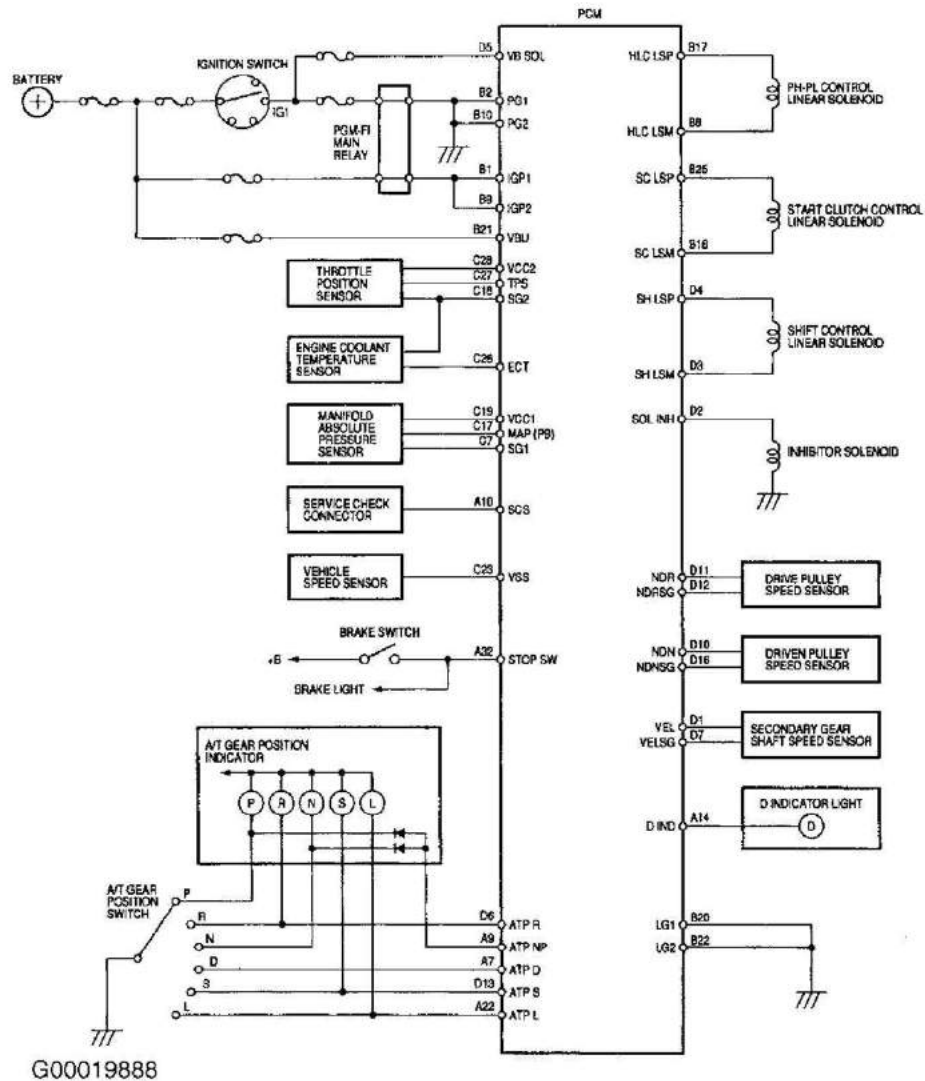 PCM
BATTERY
IGNITION SWITCH
IG1
PGM-FI
MAIN
RELAY
D5 VB SOL
B2 PG1
B10 PG2
B1 IGP1
B9 IGP2
B21 VBU
THROTTLE
POSITION
SENSOR
C28 VCC2
C27 TPS
C18 SG2
ENGINE COOLANT
TEMPERATURE
SENSOR
C26 ECT
MANIFOLD
ABSOLUTE
PRESSURE
SENSOR
C19 VCC1
C17 MAP (PB)
C7 SG1
SERVICE CHECK
CONNECTOR
A10 SCS
VEHICLE
SPEED SENSOR
C23 VSS
BRAKE SWITCH
+B
A32 STOP SW
BRAKE LIGHT
A/T GEAR POSITION
INDICATOR
P R N S L
A/T GEAR
POSITION
SWITCH
P
R D6 ATP R
N A9 ATP NP
D A7 ATP D
S D13 ATP S
L A22 ATP L
HLC LSP B17
PH-PL CONTROL
LINEAR SOLENOID
HLC LSM B8
SC LSP B25
START CLUTCH CONTROL
LINEAR SOLENOID
SC LSM B16
SH LSP D4
SHIFT CONTROL
LINEAR SOLENOID
SH LSM D3
SOL INH D2
INHIBITOR SOLENOID
NDR D11
NDRSG D12
DRIVE PULLEY
SPEED SENSOR
NDN D10
NDNSG D16
DRIVEN PULLEY
SPEED SENSOR
VEL D1
VELSG D7
SECONDARY GEAR
SHAFT SPEED SENSOR
D IND A14
D INDICATOR LIGHT
D
LG1 B20
LG2 B22
G00019888